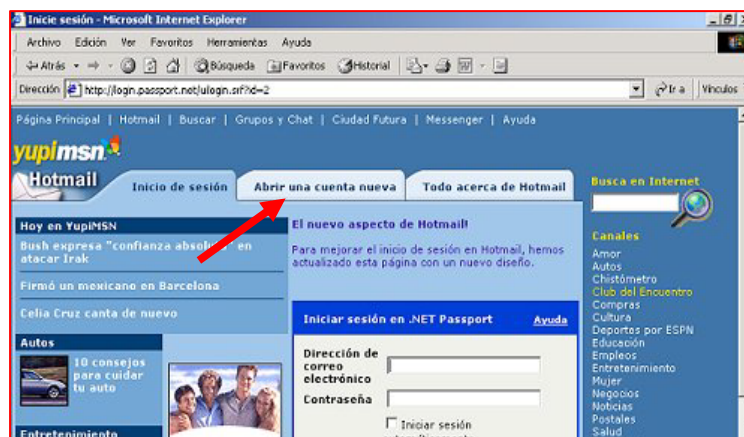 Inicie sesión - Microsoft Internet Explorer
Archivo Edición Ver Favoritos Herramientas Ayuda
Atrás Búsqueda Favoritos Historial
Dirección http://login.passport.net/ulogin.srf?id=2 Ir a Vínculos
Página Principal | Hotmail | Buscar | Grupos y Chat | Ciudad Futura | Messenger | Ayuda
yupimsn
Hotmail Inicio de sesión Abrir una cuenta nueva Todo acerca de Hotmail
Hoy en YupiMSN
Bush expresa "confianza absoluta" en
atacar Irak
Firmó un mexicano en Barcelona
Celia Cruz canta de nuevo
Autos
10 consejos
para cuidar
tu auto
Entretenimiento
El nuevo aspecto de Hotmail!
Para mejorar el inicio de sesión en Hotmail, hemos
actualizado esta página con un nuevo diseño.
Iniciar sesión en .NET Passport Ayuda
Dirección de
correo
electrónico
Contraseña
Iniciar sesión
Busca en Internet
Canales
Amor
Autos
Chistómetro
Club del Encuentro
Compras
Cultura
Deportes por ESPN
Educación
Empleos
Entretenimiento
Mujer
Negocios
Noticias
Postales
Salud